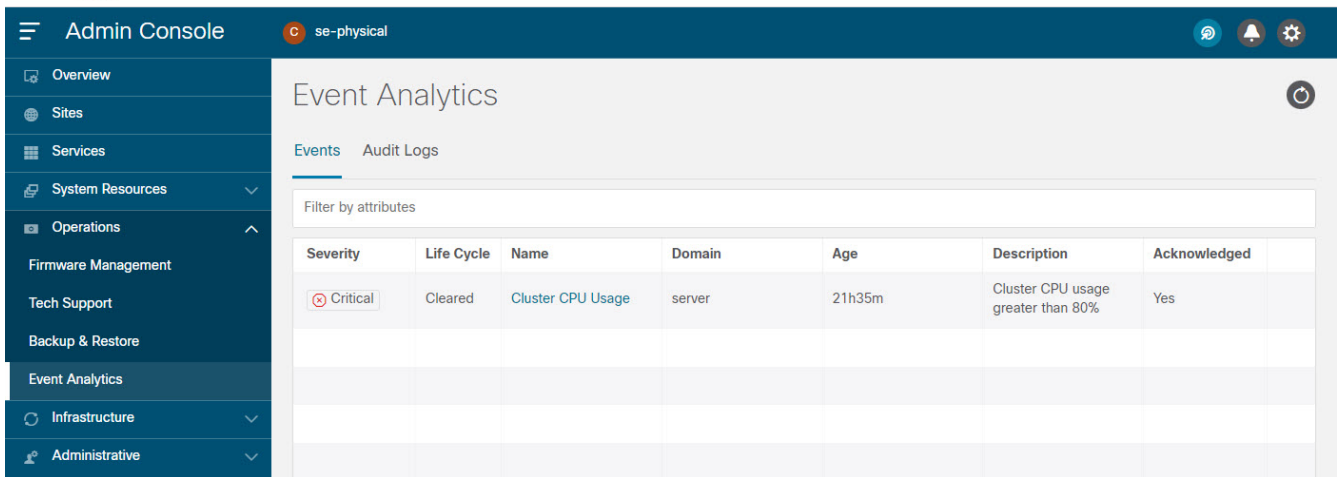 Admin Console
C se-physical
Overview
Sites
Services
System Resources
Operations
Firmware Management
Tech Support
Backup & Restore
Event Analytics
Infrastructure
Administrative
Event Analytics
Events Audit Logs
Filter by attributes
Severity Life Cycle Name Domain Age Description Acknowledged
Critical Cleared Cluster CPU Usage server 21h35m Cluster CPU usage
greater than 80% Yes